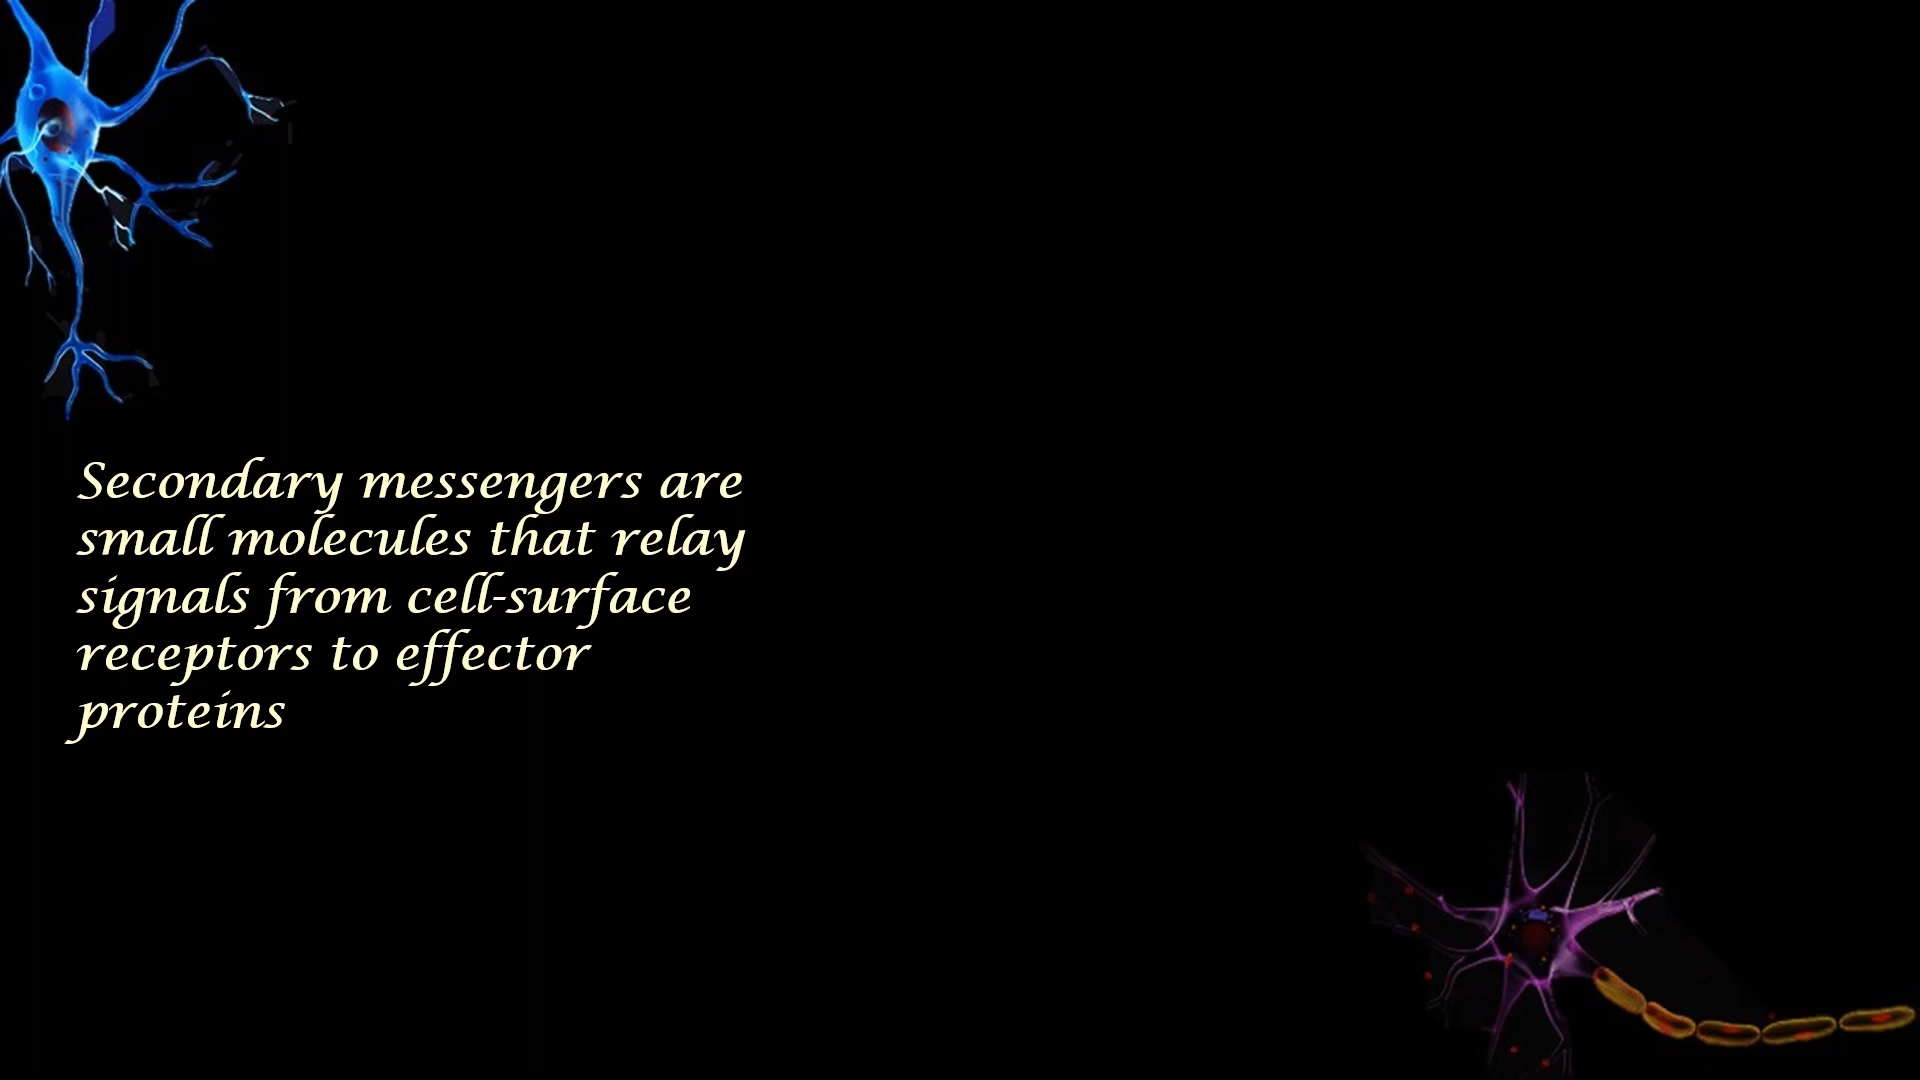 Secondary messengers are
small molecules that relay
signals from cell-surface
receptors to effector
proteins